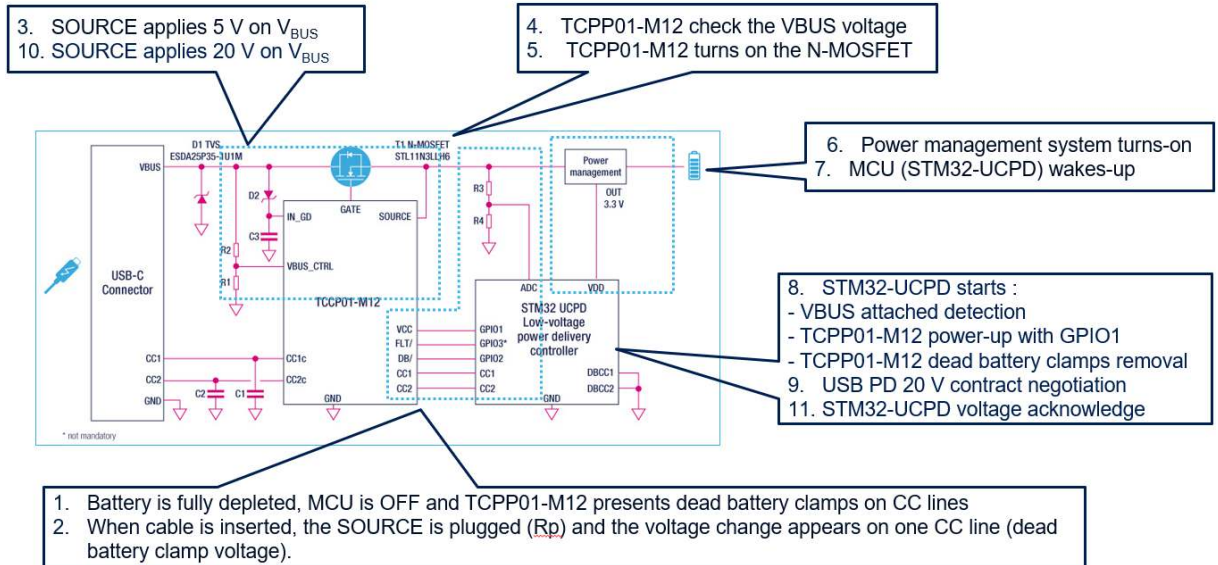 3. SOURCE applies 5 V on VBUS
10. SOURCE applies 20 V on VBUS
4. TCPP01-M12 check the VBUS voltage
5. TCPP01-M12 turns on the N-MOSFET
6. Power management system turns-on
7. MCU (STM32-UCPD) wakes-up
D1 TVS
ESDA25P35-1U1M
T1 N-MOSFET
STL11N3LLH6
VBUS
Power
management
OUT
3.3 V
D2
IN_GD
GATE
SOURCE
R3
R4
C3
R2
VBUS_CTRL
R1
USB-C
Connector
TCCP01-M12
ADC
VDD
STM32 UCPD
Low-voltage
power delivery
controller
VCC
FLT/
DB/
CC1
CC2
GPIO1
GPIO3*
GPIO2
CC1
CC2
DBCC1
DBCC2
CC1
CC2
GND
CC1c
CC2c
C2
C1
GND
GND
* not mandatory
8. STM32-UCPD starts :
- VBUS attached detection
- TCPP01-M12 power-up with GPIO1
- TCPP01-M12 dead battery clamps removal
9. USB PD 20 V contract negotiation
11. STM32-UCPD voltage acknowledge
1. Battery is fully depleted, MCU is OFF and TCPP01-M12 presents dead battery clamps on CC lines
2. When cable is inserted, the SOURCE is plugged (Rp) and the voltage change appears on one CC line (dead
battery clamp voltage).